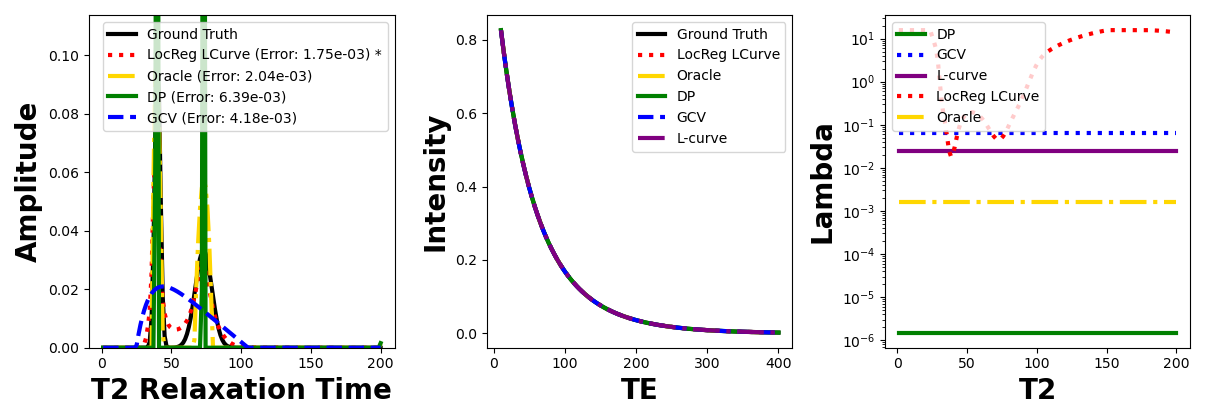 Amplitude
0.10
0.08
0.06
0.04
0.02
0.00
Ground Truth
LocReg LCurve (Error: 1.75e-03) *
Oracle (Error: 2.04e-03)
DP (Error: 6.39e-03)
GCV (Error: 4.18e-03)
0 50 100 150 200
T2 Relaxation Time
Intensity
0.8
0.6
0.4
0.2
0.0
Ground Truth
LocReg LCurve
Oracle
DP
GCV
L-curve
0 100 200 300 400
TE
Lambda
10^1
10^0
10^-1
10^-2
10^-3
10^-4
10^-5
10^-6
DP
GCV
L-curve
LocReg LCurve
Oracle
0 50 100 150 200
T2